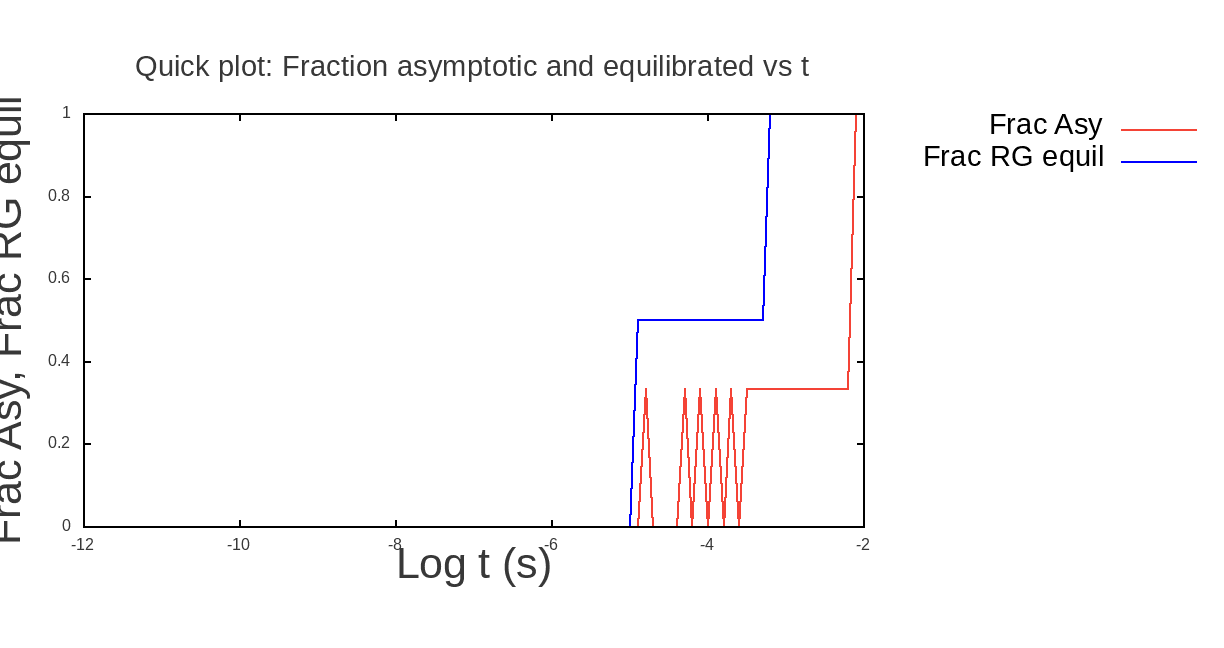 Quick plot: Fraction asymptotic and equilibrated vs t
Frac Asy, Frac RG equil
1
0.8
0.6
0.4
0.2
0
-12
-10
-8
-6
-4
-2
Log t (s)
Frac Asy
Frac RG equil